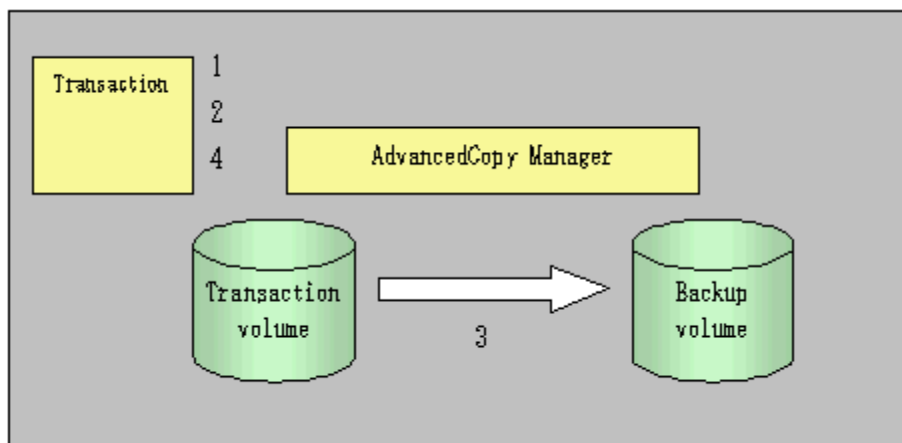 Transaction
1
2
4
AdvancedCopy Manager
Transaction
volume
3
Backup
volume